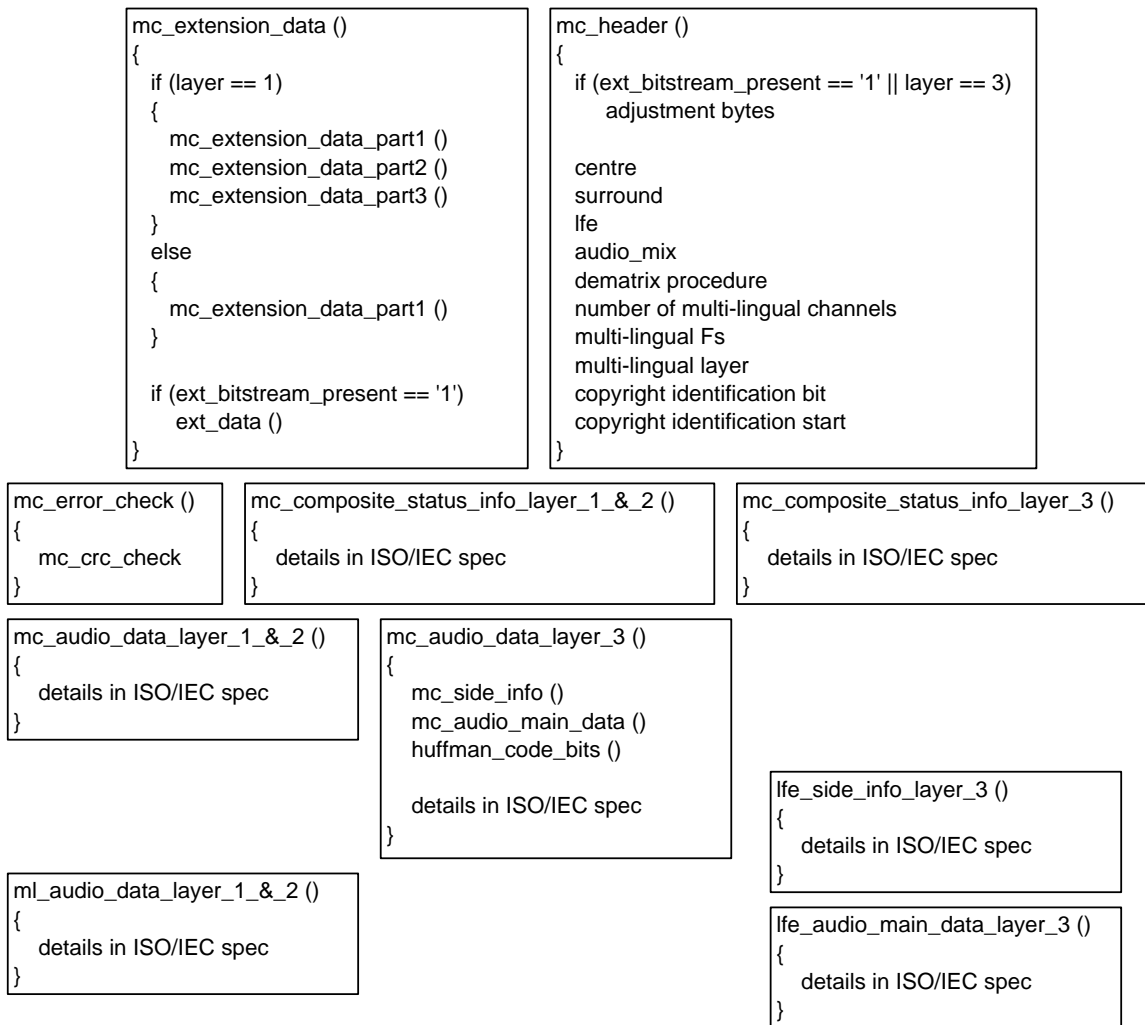 mc_extension_data ()
{
if (layer == 1)
{
mc_extension_data_part1 ()
mc_extension_data_part2 ()
mc_extension_data_part3 ()
}
else
{
mc_extension_data_part1 ()
}
if (ext_bitstream_present == '1')
ext_data ()
}
mc_header ()
{
if (ext_bitstream_present == '1' || layer == 3)
adjustment bytes
centre
surround
lfe
audio_mix
dematrix procedure
number of multi-lingual channels
multi-lingual Fs
multi-lingual layer
copyright identification bit
copyright identification start
}
mc_error_check ()
{
mc_crc_check
}
mc_composite_status_info_layer_1_&_2 ()
{
details in ISO/IEC spec
}
mc_composite_status_info_layer_3 ()
{
details in ISO/IEC spec
}
mc_audio_data_layer_1_&_2 ()
{
details in ISO/IEC spec
}
mc_audio_data_layer_3 ()
{
mc_side_info ()
mc_audio_main_data ()
huffman_code_bits ()
details in ISO/IEC spec
}
lfe_side_info_layer_3 ()
{
details in ISO/IEC spec
}
ml_audio_data_layer_1_&_2 ()
{
details in ISO/IEC spec
}
lfe_audio_main_data_layer_3 ()
{
details in ISO/IEC spec
}